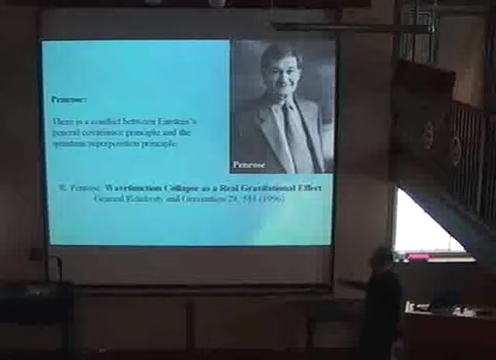 Penrose:
There is a conflict between Einstein's
general covariance principle and the
quantum superposition principle.
Penrose
R. Penrose, Wavefunction Collapse as a Real Gravitational Effect
General Relativity and Gravitation 28, 581 (1996)